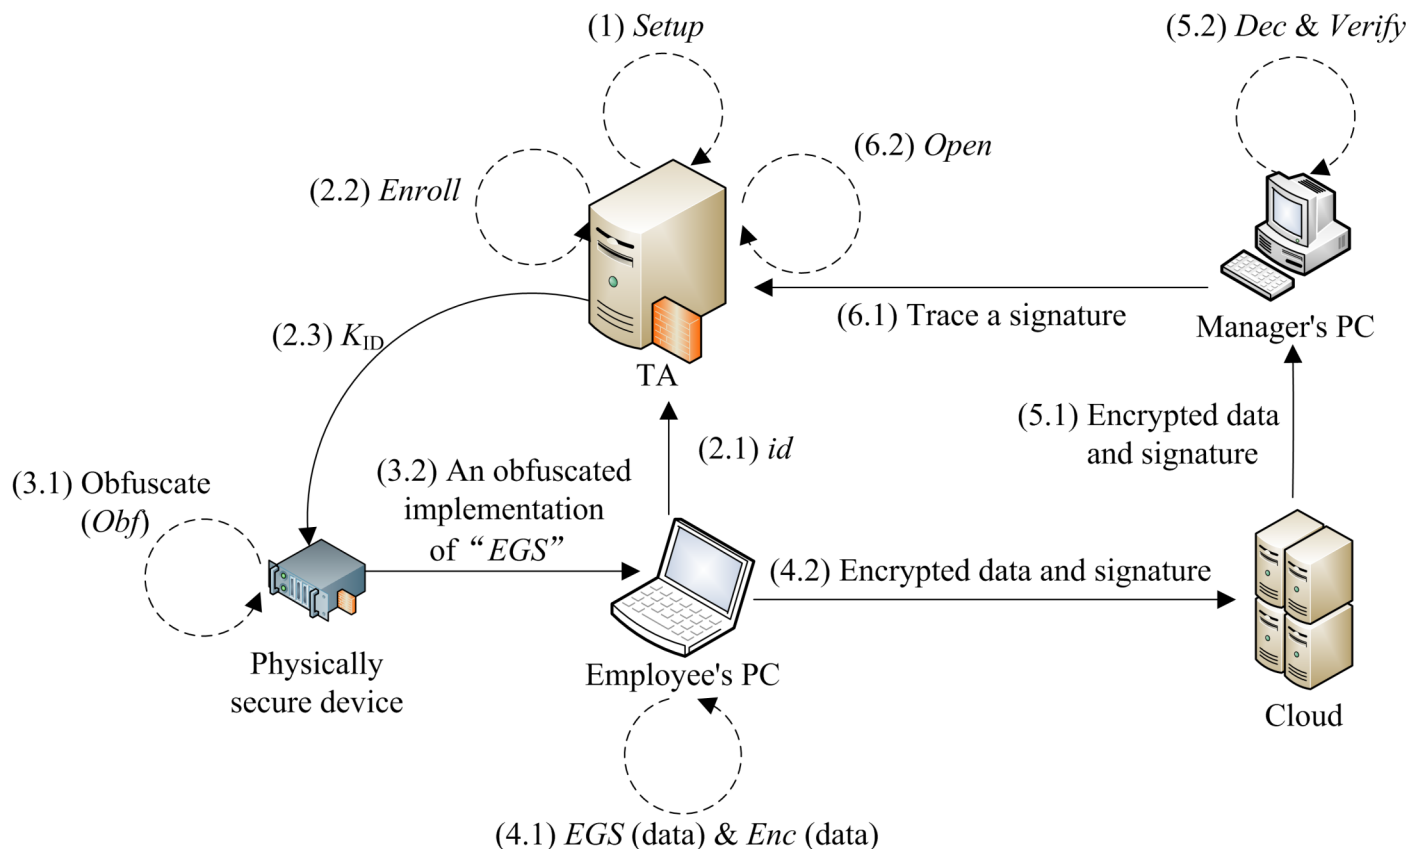 (1) Setup
(5.2) Dec & Verify
(6.2) Open
(2.2) Enroll
(2.3) K_ID
(6.1) Trace a signature
Manager's PC
TA
(5.1) Encrypted data
and signature
(2.1) id
(3.1) Obfuscate
(Obf)
(3.2) An obfuscated
implementation
of “EGS”
(4.2) Encrypted data and signature
Physically
secure device
Employee's PC
Cloud
(4.1) EGS (data) & Enc (data)